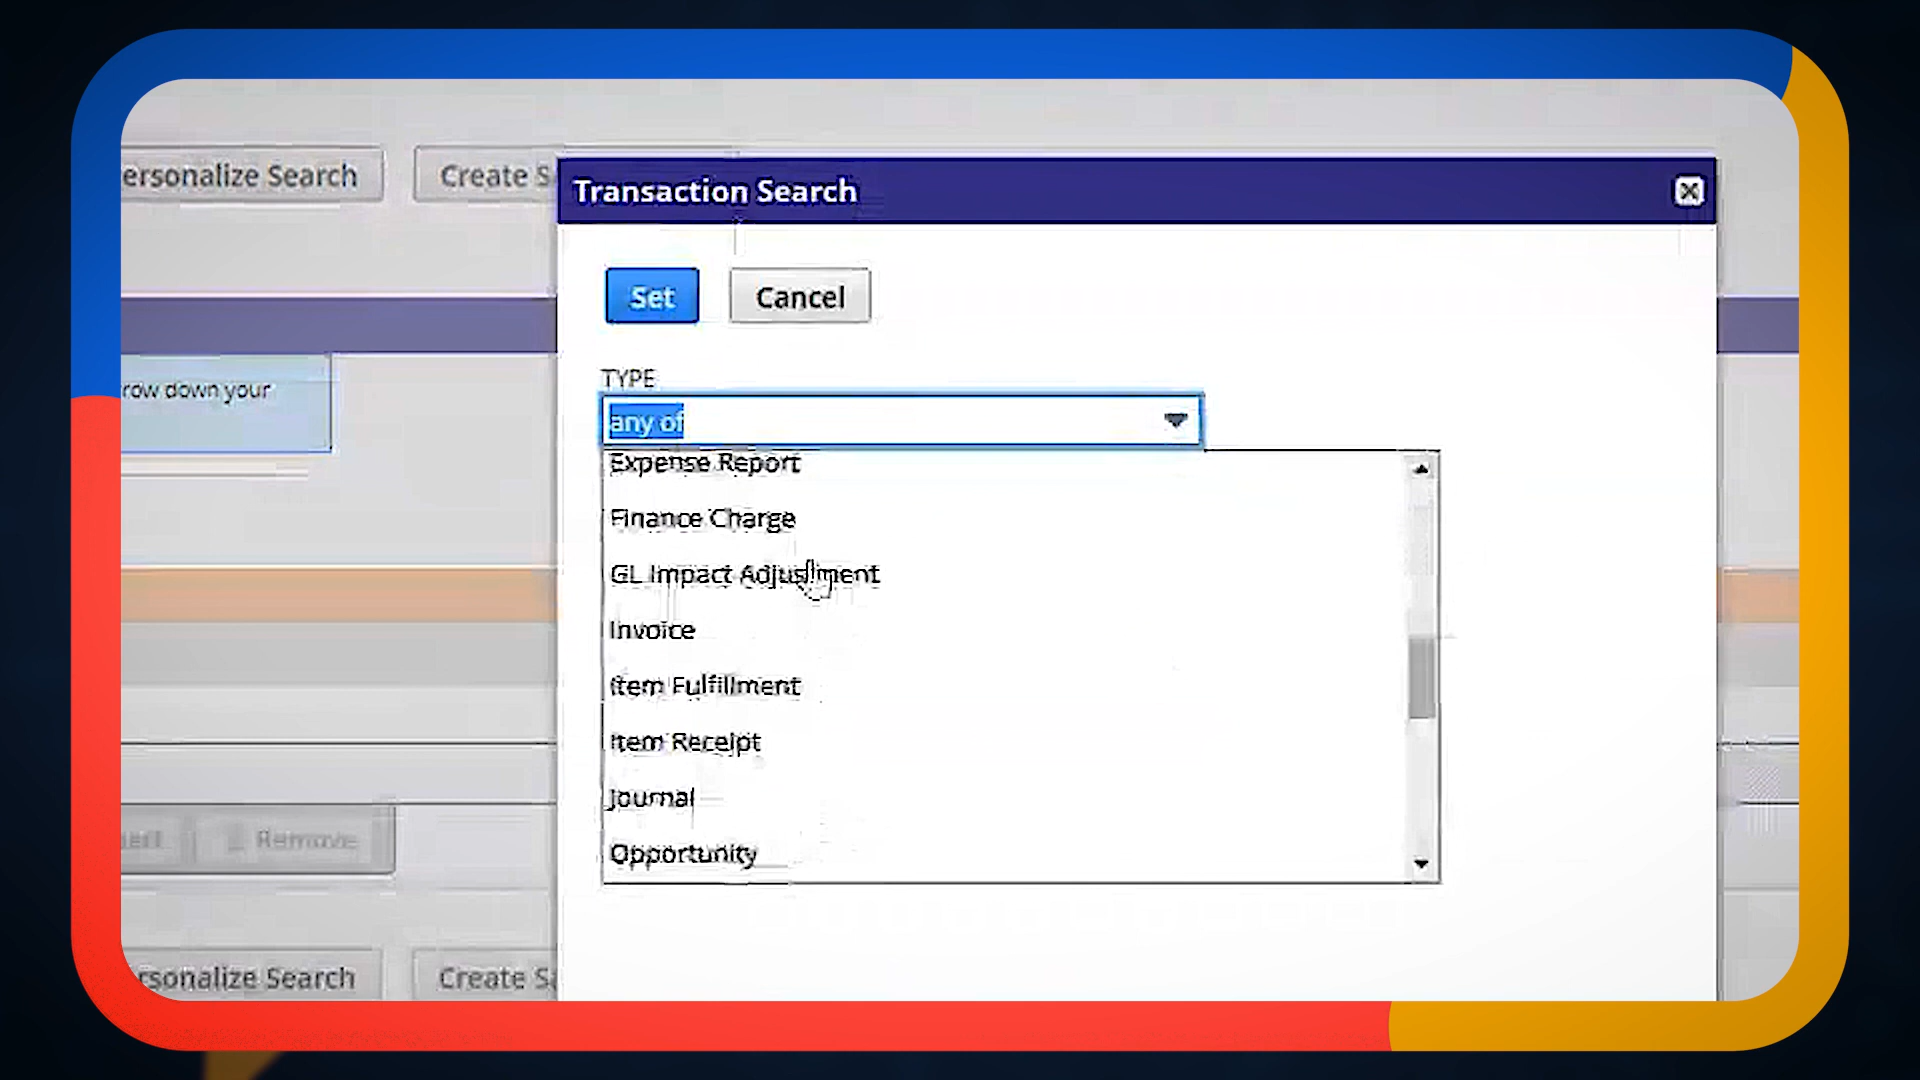 ersonalize Search
Create S
Transaction Search
Set
Cancel
row down your
TYPE
any of
Expense Report
Finance Charge
GL Impact Adjustment
Invoice
Item Fulfillment
Item Receipt
Journal
Opportunity
Remove
rsonalize Search
Create Sa